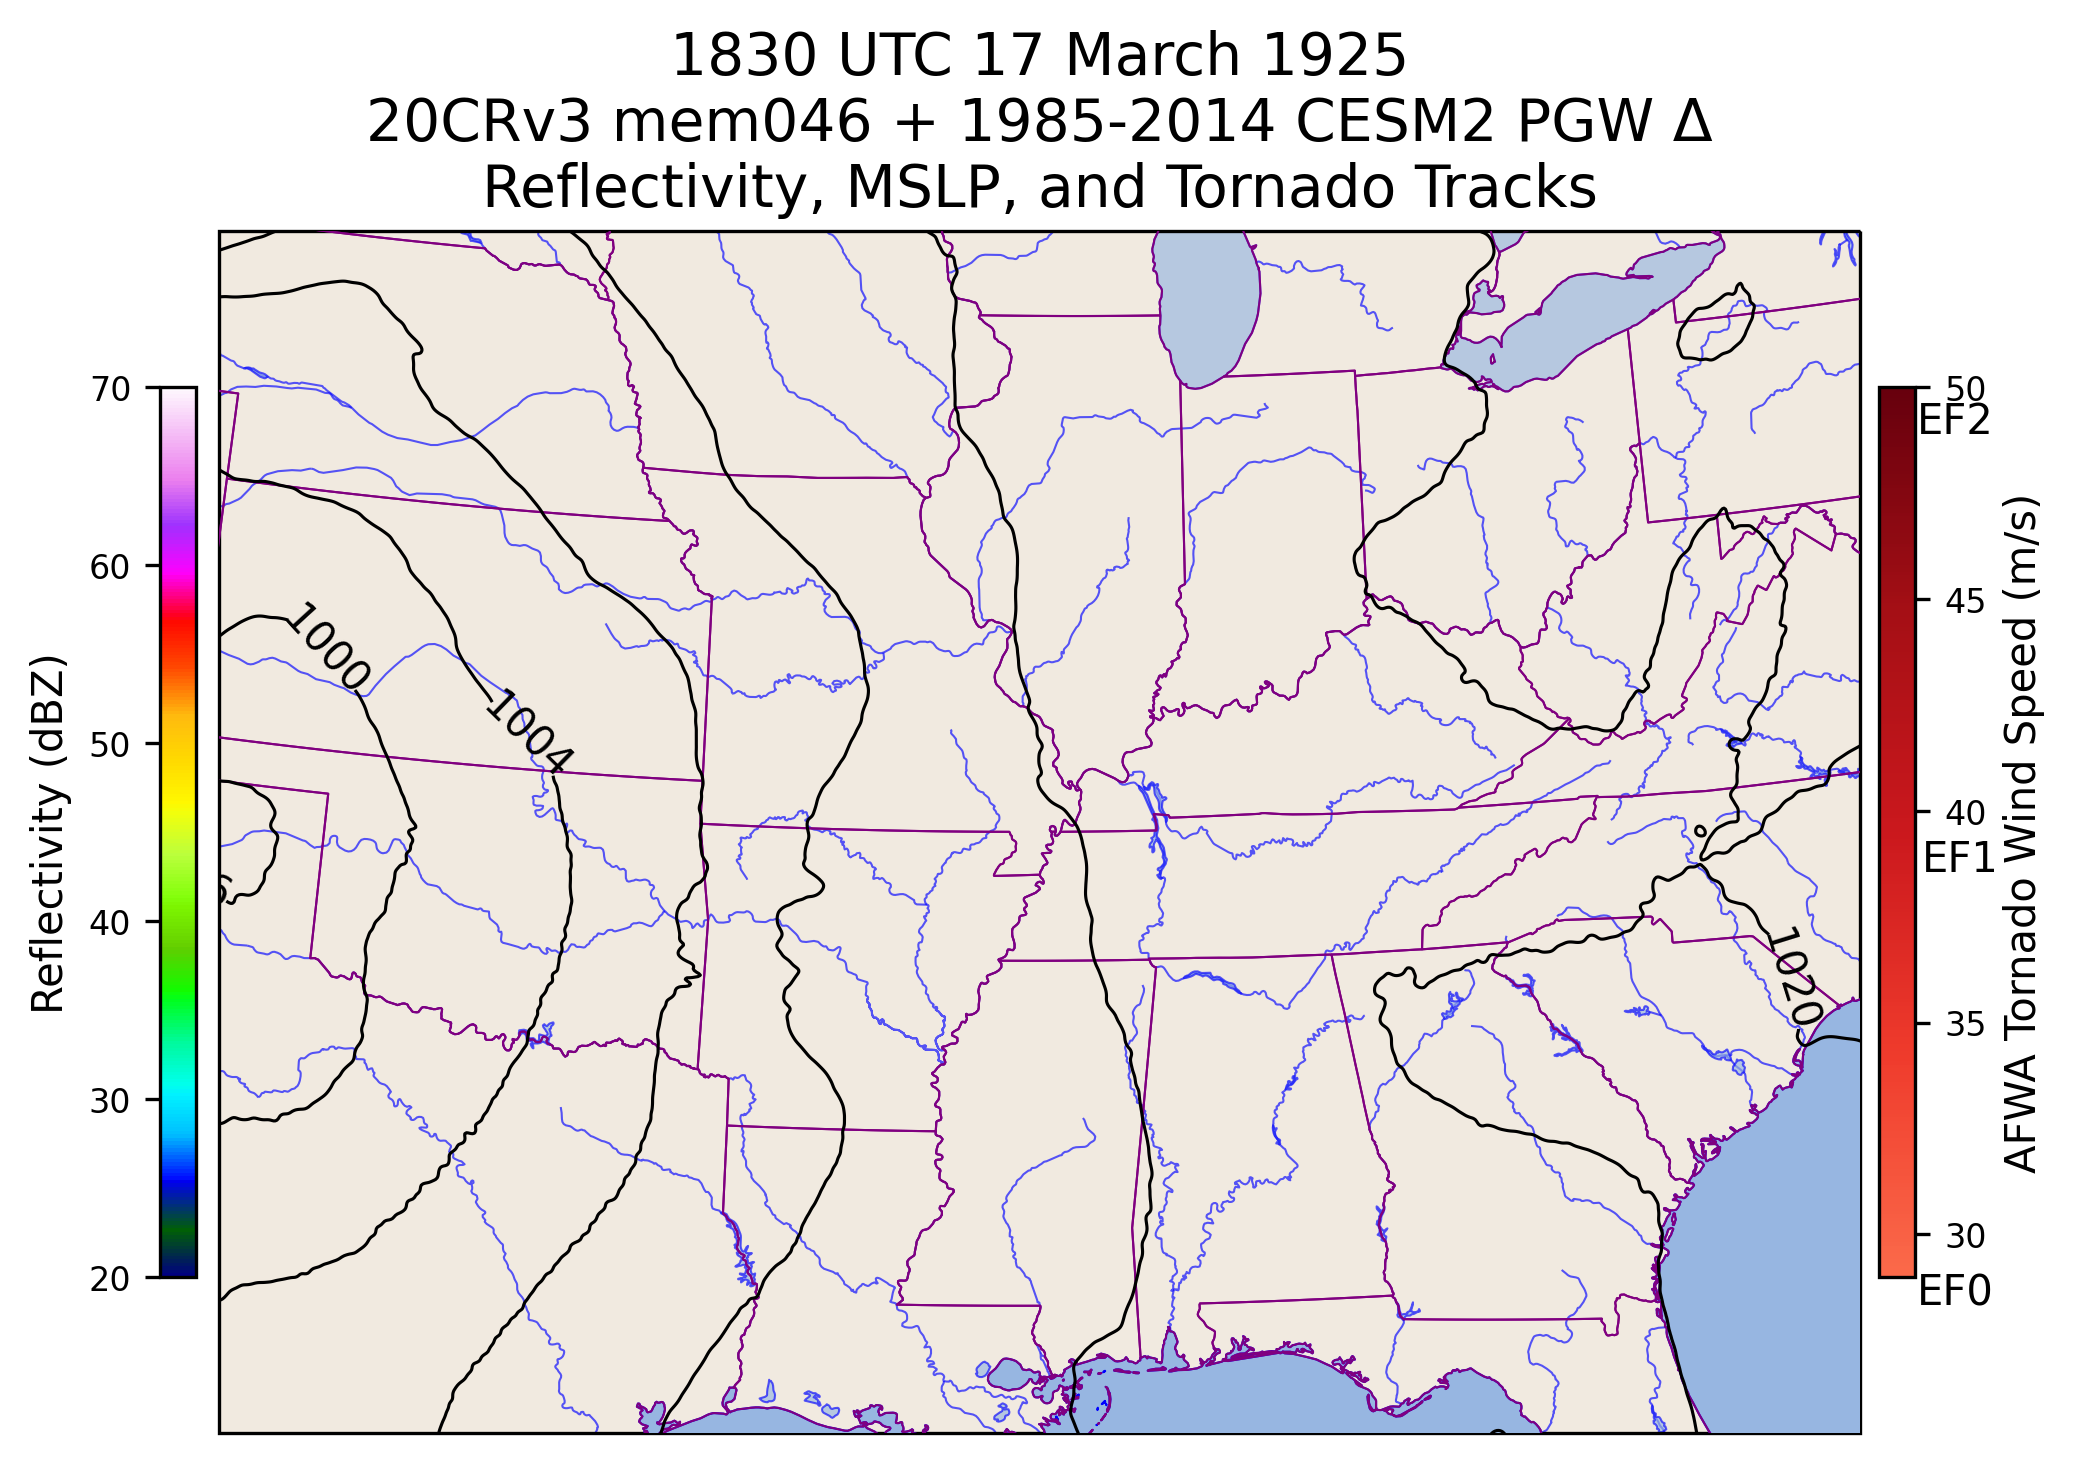 1830 UTC 17 March 1925
20CRv3 mem046 + 1985-2014 CESM2 PGW Δ
Reflectivity, MSLP, and Tornado Tracks
Reflectivity (dBZ)
70
60
50
40
30
20
1000
1004
1020
50
EF2
45
40
EF1
35
30
EF0
AFWA Tornado Wind Speed (m/s)